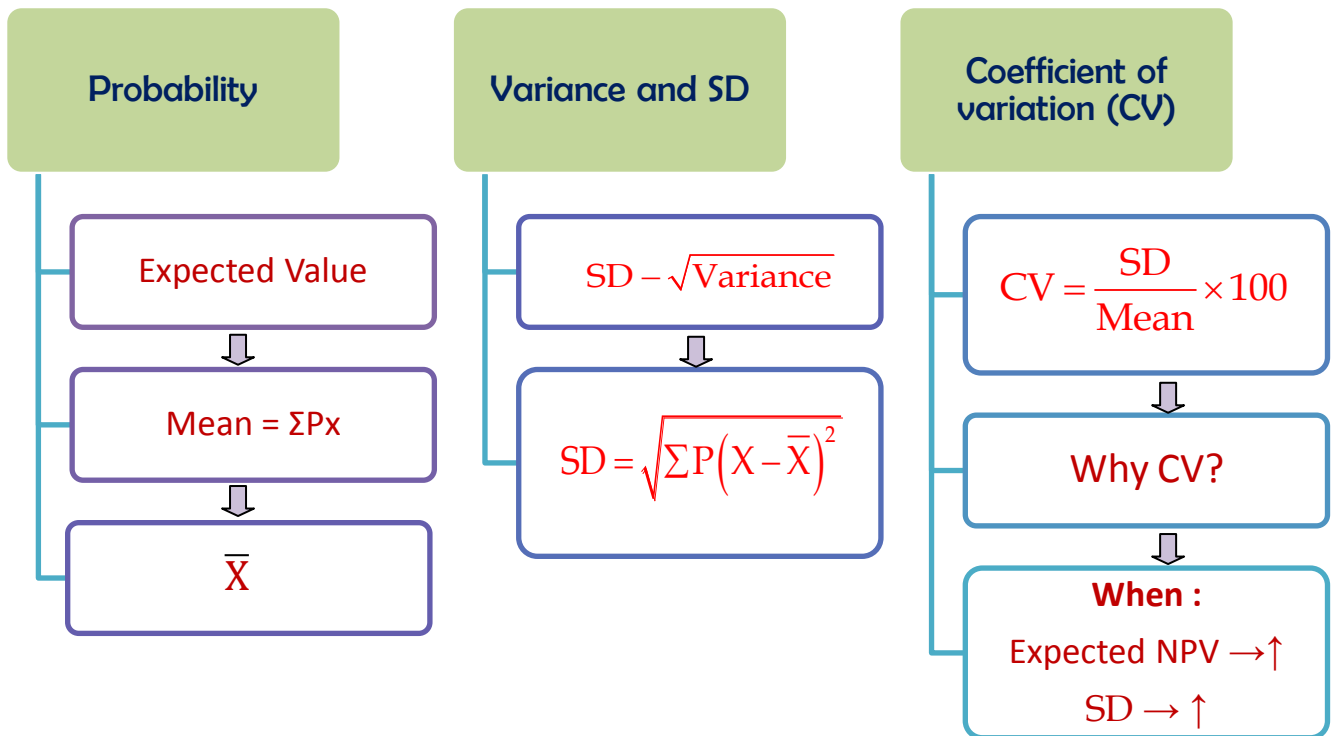 Probability
Expected Value
Mean = ΣPx
X̅
Variance and SD
SD – √Variance
SD = √ΣP(X – X̅)²
Coefficient of
variation (CV)
CV = SD/Mean × 100
Why CV?
When :
Expected NPV →↑
SD → ↑